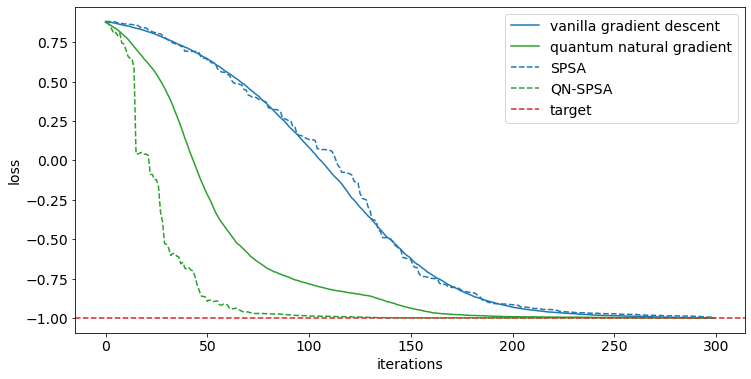 vanilla gradient descent
quantum natural gradient
SPSA
QN-SPSA
target
loss
0.75
0.50
0.25
0.00
−0.25
−0.50
−0.75
−1.00
0 50 100 150 200 250 300
iterations